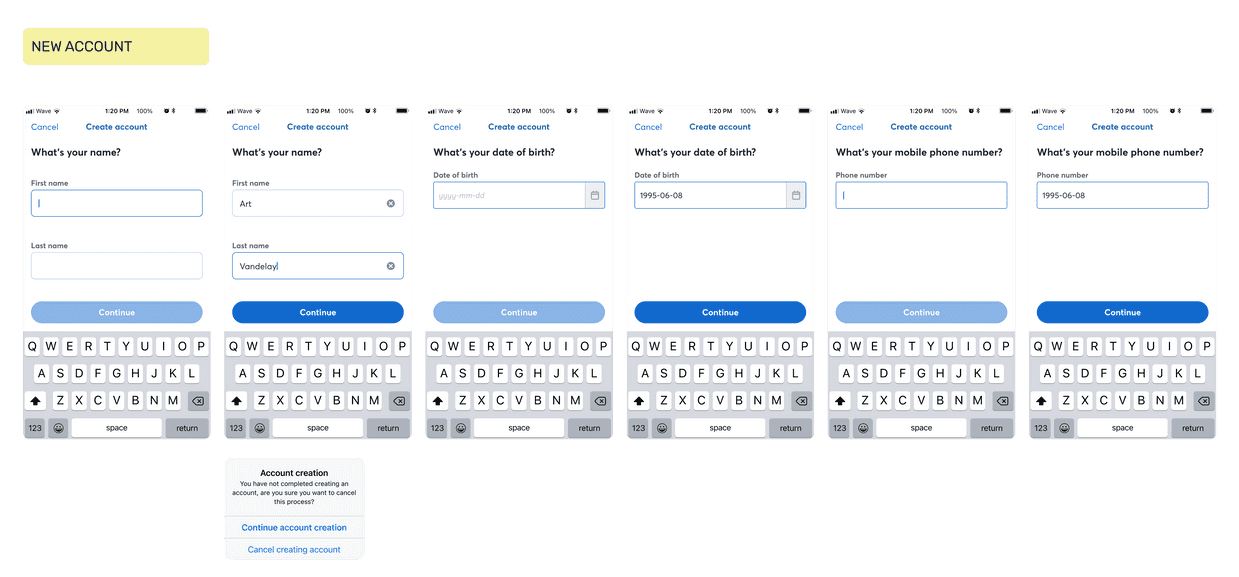 NEW ACCOUNT
Wave 1:20 PM 100%
Cancel Create account
What's your name?
First name
Last name
Continue
Q W E R T Y U I O P
A S D F G H J K L
Z X C V B N M
123 space return
Wave 1:20 PM 100%
Cancel Create account
What's your name?
First name
Art
Last name
Vandelay
Continue
Q W E R T Y U I O P
A S D F G H J K L
Z X C V B N M
123 space return
Account creation
You have not completed creating an
account, are you sure you want to cancel
this process?
Continue account creation
Cancel creating account
Wave 1:20 PM 100%
Cancel Create account
What's your date of birth?
Date of birth
yyyy-mm-dd
Continue
Q W E R T Y U I O P
A S D F G H J K L
Z X C V B N M
123 space return
Wave 1:20 PM 100%
Cancel Create account
What's your date of birth?
Date of birth
1995-06-08
Continue
Q W E R T Y U I O P
A S D F G H J K L
Z X C V B N M
123 space return
Wave 1:20 PM 100%
Cancel Create account
What's your mobile phone number?
Phone number
Continue
Q W E R T Y U I O P
A S D F G H J K L
Z X C V B N M
123 space return
Wave 1:20 PM 100%
Cancel Create account
What's your mobile phone number?
Phone number
1995-06-08
Continue
Q W E R T Y U I O P
A S D F G H J K L
Z X C V B N M
123 space return